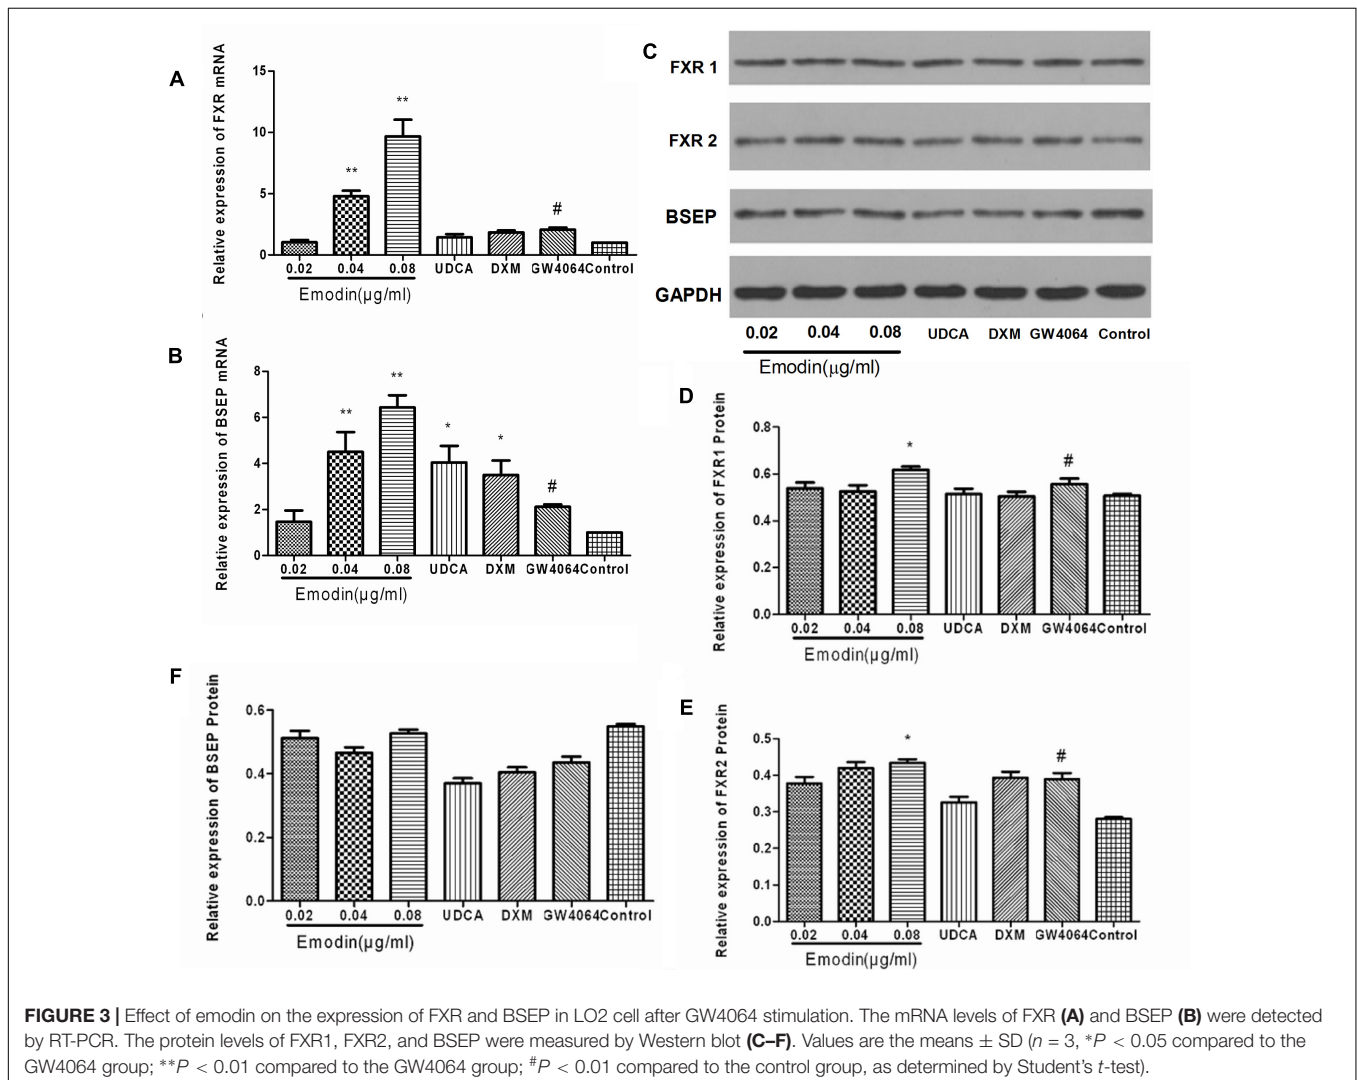 A
Relative expression of FXR mRNA
15
10
5
0
**
**
#
0.02 0.04 0.08 UDCA DXM GW4064 Control
Emodin(µg/ml)
B
Relative expression of BSEP mRNA
8
6
4
2
0
**
**
*
*
#
0.02 0.04 0.08 UDCA DXM GW4064 Control
Emodin(µg/ml)
C
FXR 1
FXR 2
BSEP
GAPDH
0.02 0.04 0.08 UDCA DXM GW4064 Control
Emodin(µg/ml)
D
Relative expression of FXR1 Protein
0.8
0.6
0.4
0.2
0.0
*
#
0.02 0.04 0.08 UDCA DXM GW4064 Control
Emodin(µg/ml)
F
Relative expression of BSEP Protein
0.6
0.4
0.2
0.0
0.02 0.04 0.08 UDCA DXM GW4064 Control
Emodin(µg/ml)
E
Relative expression of FXR2 Protein
0.5
0.4
0.3
0.2
0.1
0.0
*
#
0.02 0.04 0.08 UDCA DXM GW4064 Control
Emodin(µg/ml)
FIGURE 3 | Effect of emodin on the expression of FXR and BSEP in LO2 cell after GW4064 stimulation. The mRNA levels of FXR (A) and BSEP (B) were detected
by RT-PCR. The protein levels of FXR1, FXR2, and BSEP were measured by Western blot (C–F). Values are the means ± SD (n = 3, *P < 0.05 compared to the
GW4064 group; **P < 0.01 compared to the GW4064 group; #P < 0.01 compared to the control group, as determined by Student's t-test).